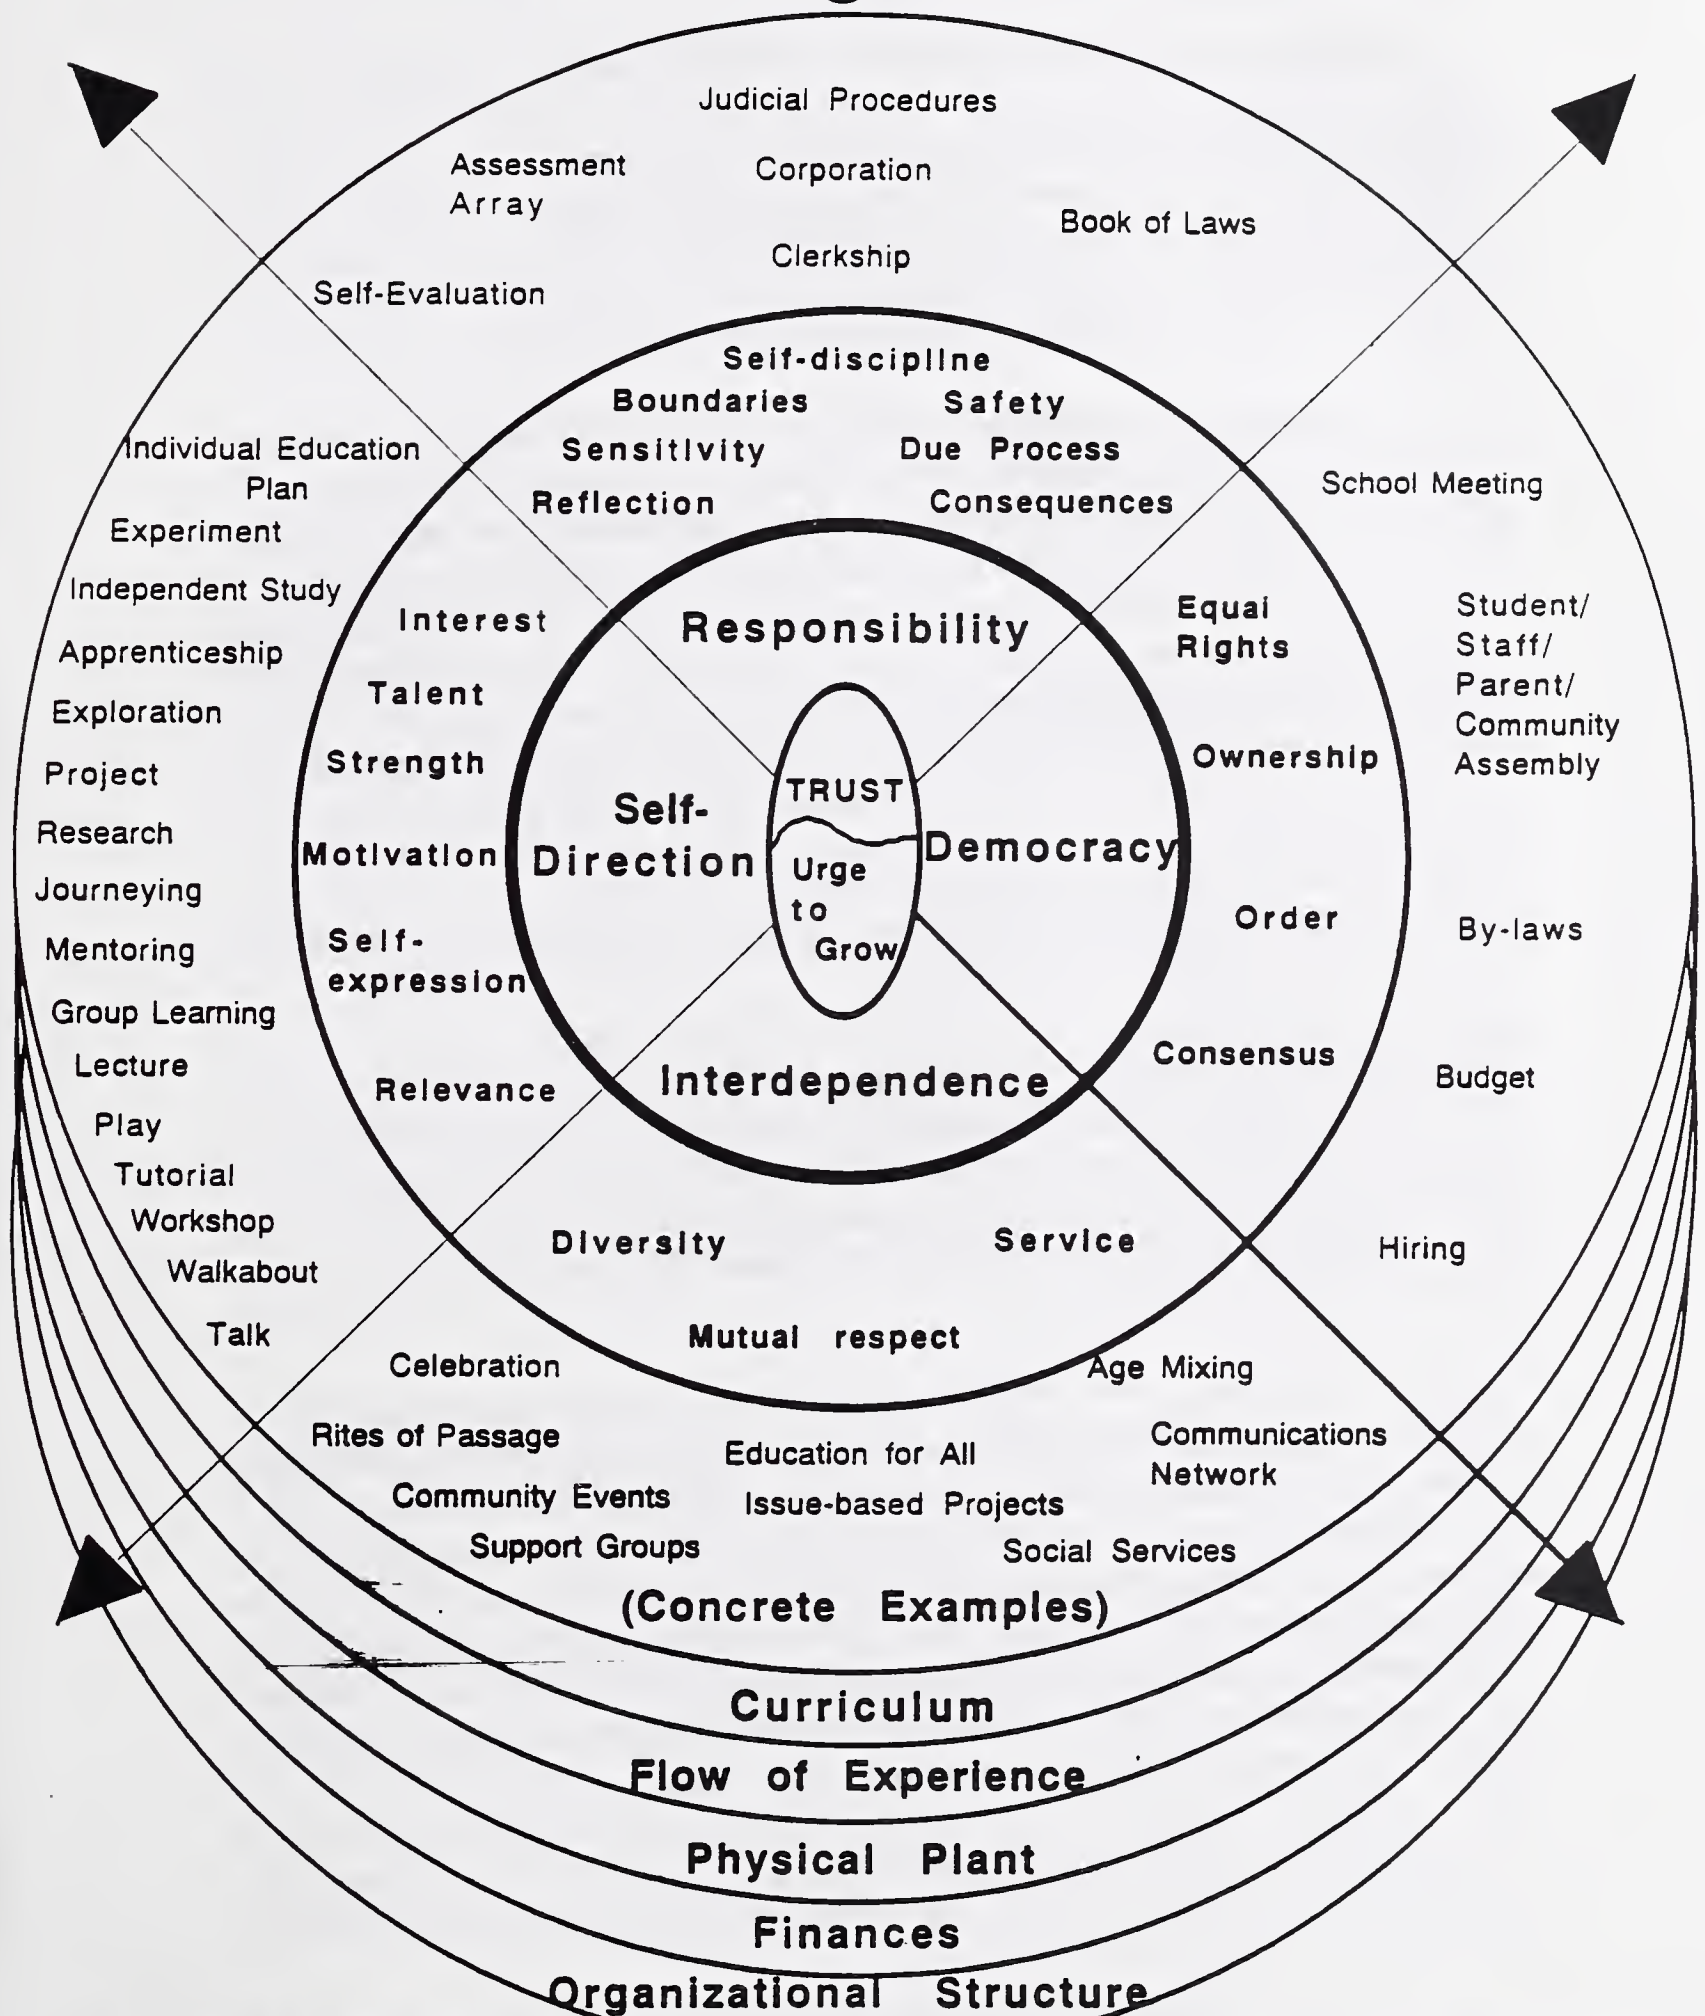 Judicial Procedures
Assessment
Array
Corporation
Book of Laws
Clerkship
Self-Evaluation
Self-discipline
Boundaries
Safety
Sensitivity
Due Process
Reflection
Consequences
Individual Education
Plan
Experiment
Independent Study
Apprenticeship
Exploration
Project
Research
Journeying
Mentoring
Group Learning
Lecture
Play
Tutorial
Workshop
Walkabout
Talk
Interest
Talent
Strength
Motivation
Self-
expression
Relevance
Responsibility
Self-
Direction
TRUST
Urge
to
Grow
Democracy
Interdependence
Equal
Rights
Ownership
Order
Consensus
School Meeting
Student/
Staff/
Parent/
Community
Assembly
By-laws
Budget
Hiring
Diversity
Service
Mutual respect
Celebration
Age Mixing
Rites of Passage
Education for All
Communications
Network
Community Events
Issue-based Projects
Support Groups
Social Services
(Concrete Examples)
Curriculum
Flow of Experience
Physical Plant
Finances
Organizational Structure